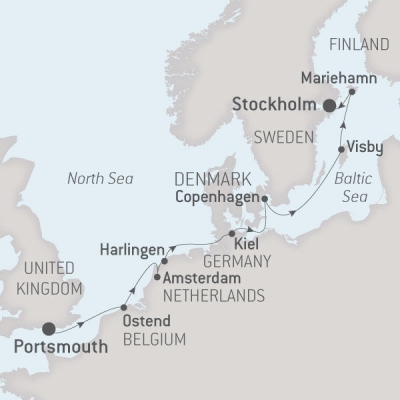 FINLAND
Mariehamn
Stockholm
SWEDEN
Visby
North Sea
DENMARK
Copenhagen
Baltic
Sea
Harlingen
Kiel
GERMANY
UNITED
KINGDOM
Amsterdam
NETHERLANDS
Ostend
Portsmouth
BELGIUM